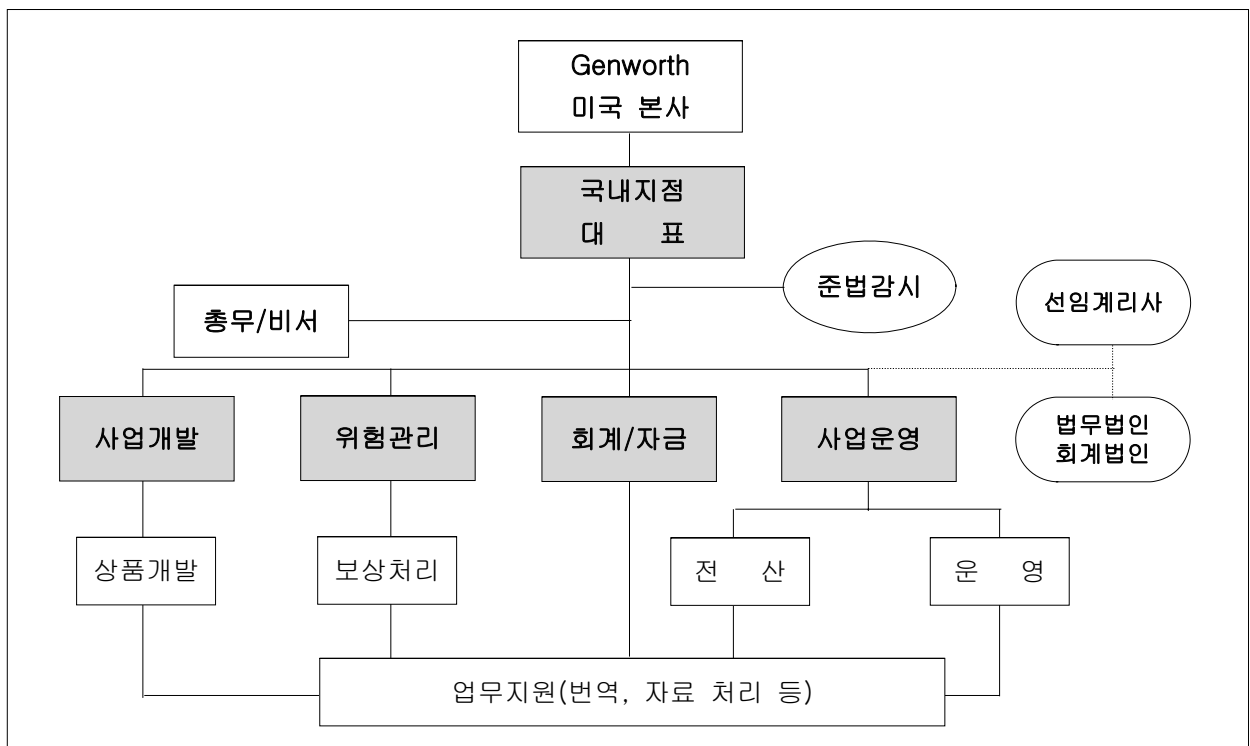 Genworth
미국 본사
국내지점
대 표
준법감시
선임계리사
총무/비서
사업개발
위험관리
회계/자금
사업운영
법무법인
회계법인
상품개발
보상처리
전 산
운 영
업무지원(번역, 자료 처리 등)